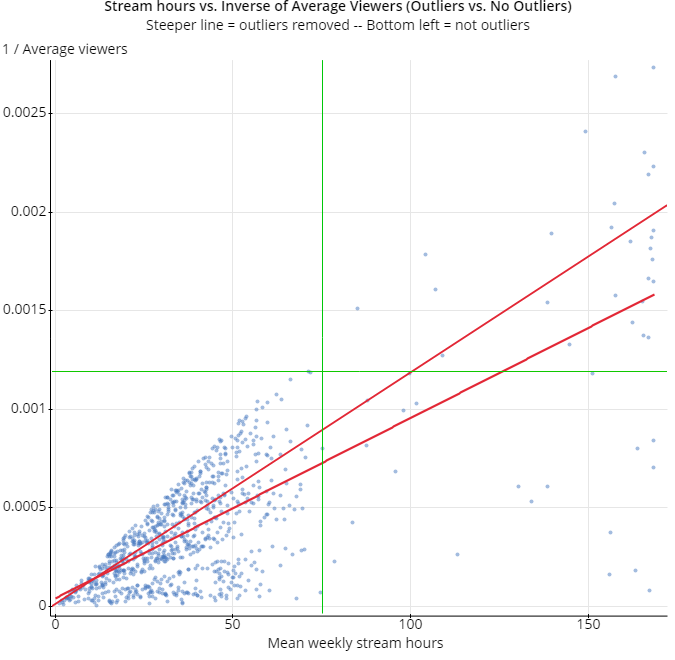 Stream hours vs. Inverse of Average Viewers (Outliers vs. No Outliers)
Steeper line = outliers removed -- Bottom left = not outliers
1 / Average viewers
0.0025
0.002
0.0015
0.001
0.0005
0
0 50 100 150
Mean weekly stream hours